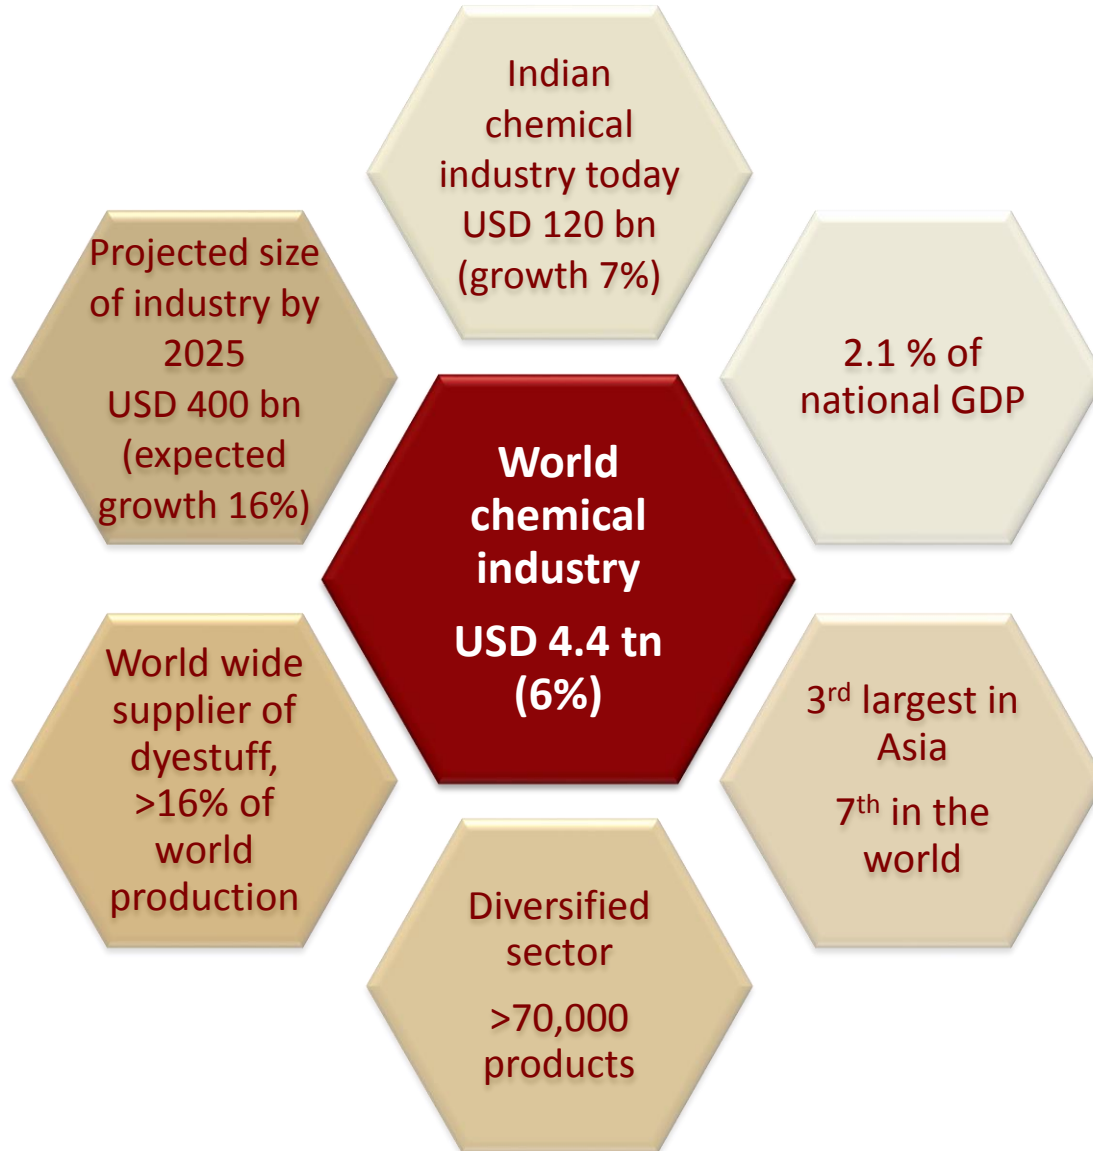 Indian
chemical
industry today
USD 120 bn
(growth 7%)
2.1 % of
national GDP
3rd largest in
Asia
7th in the
world
Diversified
sector
>70,000
products
World wide
supplier of
dyestuff,
>16% of
world
production
Projected size
of industry by
2025
USD 400 bn
(expected
growth 16%)
World
chemical
industry
USD 4.4 tn
(6%)